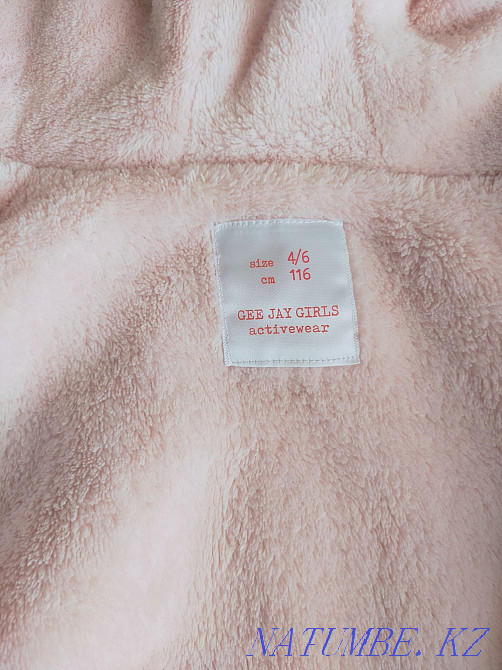 size 4/6
cm 116
GEE JAY GIRLS
activewear
NATUMBE. KZ